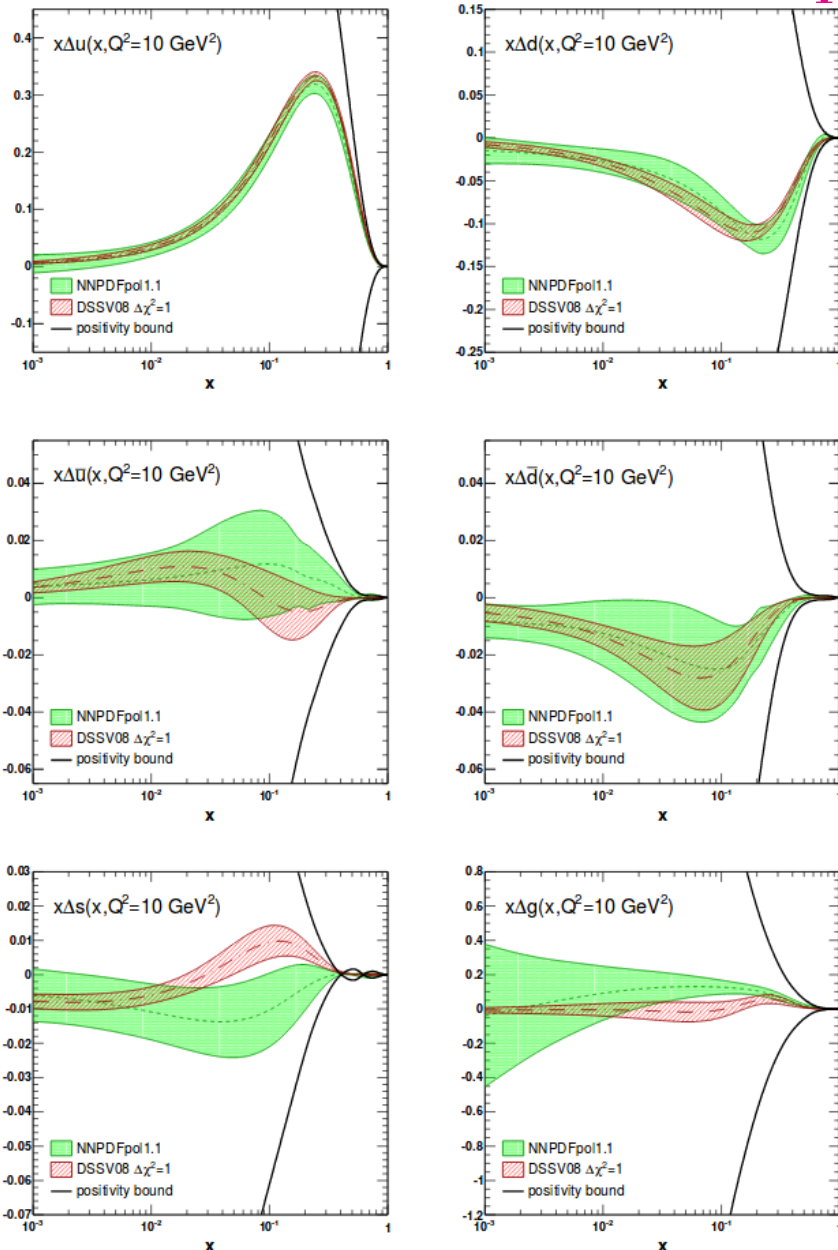 xΔu(x,Q²=10 GeV²)
0.4
0.3
0.2
0.1
0
-0.1
NNPDFpol1.1
DSSV08 Δχ²=1
positivity bound
10⁻³
10⁻²
10⁻¹
1
x
xΔd(x,Q²=10 GeV²)
0.15
0.1
0.05
0
-0.05
-0.1
-0.15
-0.2
-0.25
NNPDFpol1.1
DSSV08 Δχ²=1
positivity bound
10⁻³
10⁻²
10⁻¹
1
x
xΔu̅(x,Q²=10 GeV²)
0.04
0.02
0
-0.02
-0.04
-0.06
NNPDFpol1.1
DSSV08 Δχ²=1
positivity bound
10⁻³
10⁻²
10⁻¹
1
x
xΔd̅(x,Q²=10 GeV²)
0.04
0.02
0
-0.02
-0.04
-0.06
NNPDFpol1.1
DSSV08 Δχ²=1
positivity bound
10⁻³
10⁻²
10⁻¹
1
x
xΔs(x,Q²=10 GeV²)
0.03
0.02
0.01
0
-0.01
-0.02
-0.03
-0.04
-0.05
-0.06
-0.07
NNPDFpol1.1
DSSV08 Δχ²=1
positivity bound
10⁻³
10⁻²
10⁻¹
1
x
xΔg(x,Q²=10 GeV²)
0.8
0.6
0.4
0.2
0
-0.2
-0.4
-0.6
-0.8
-1
-1.2
NNPDFpol1.1
DSSV08 Δχ²=1
positivity bound
10⁻³
10⁻²
10⁻¹
1
x